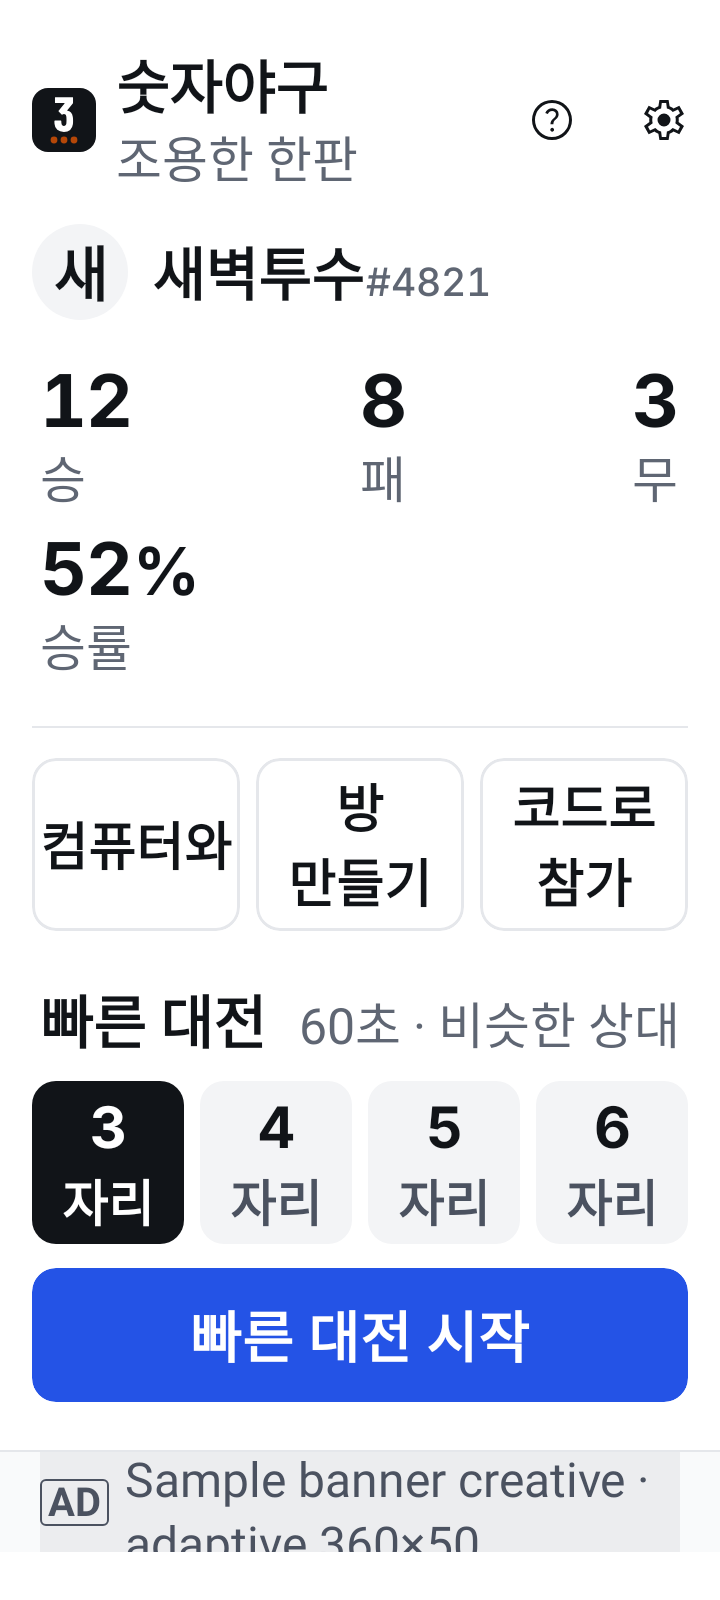 3
숫자야구
조용한 한판
새
새벽투수#4821
12
8
3
승
패
무
52%
승률
컴퓨터와
방
만들기
코드로
참가
빠른 대전
60초 · 비슷한 상대
3
자리
4
자리
5
자리
6
자리
빠른 대전 시작
AD
Sample banner creative ·
adaptive 360×50